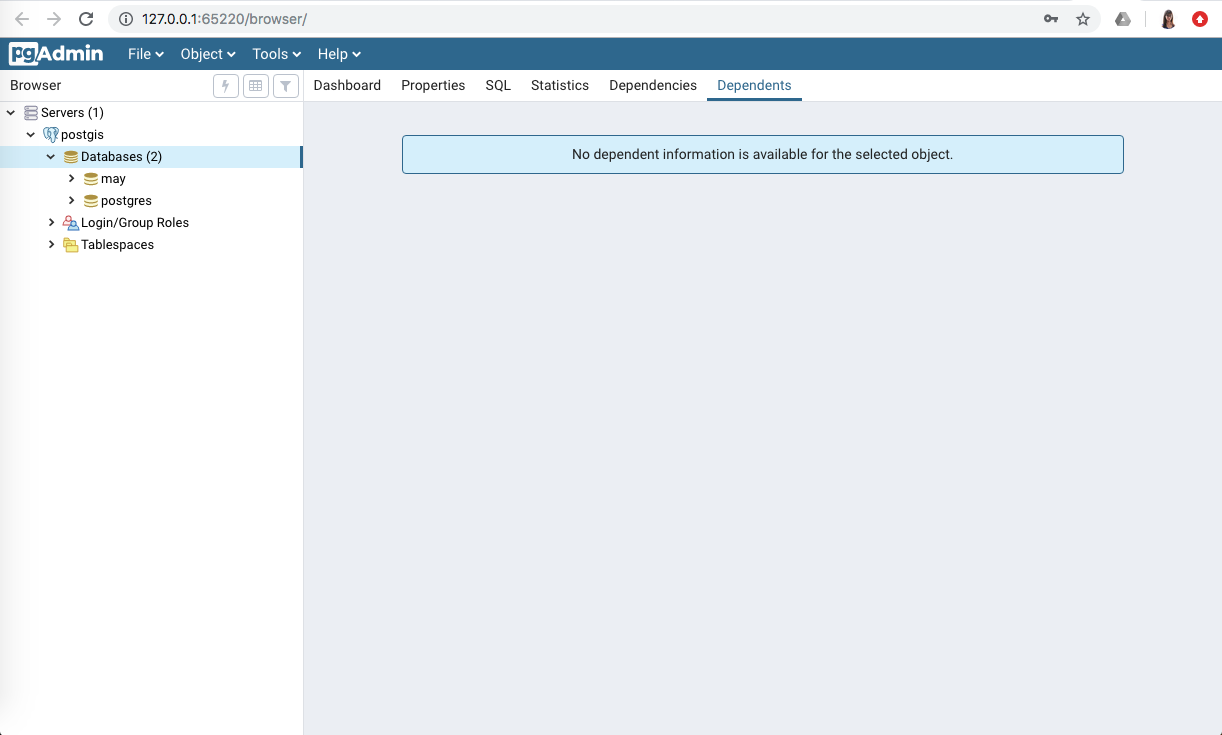 127.0.0.1:65220/browser/
pgAdmin File Object Tools Help
Browser Dashboard Properties SQL Statistics Dependencies Dependents
Servers (1)
postgis
Databases (2)
may
postgres
Login/Group Roles
Tablespaces
No dependent information is available for the selected object.